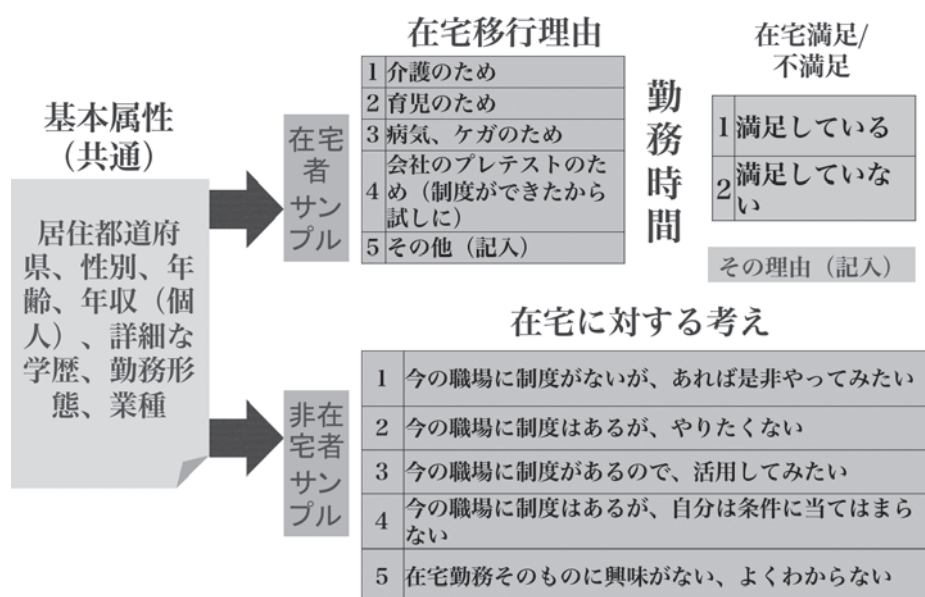 基本属性
（共通）
居住都道府
県、性別、年
齢、年収（個
人）、詳細な
学歴、勤務形
態、業種
在宅
者
サン
プル
在宅移行理由
1 介護のため
2 育児のため
3 病気、ケガのため
4 会社のプレテストのた
め（制度ができたから
試しに）
5 その他（記入）
勤務時間
在宅満足/
不満足
1 満足している
2 満足していな
い
その理由（記入）
非在
宅者
サン
プル
在宅に対する考え
1 今の職場に制度がないが、あれば是非やってみたい
2 今の職場に制度はあるが、やりたくない
3 今の職場に制度があるので、活用してみたい
4 今の職場に制度はあるが、自分は条件に当てはまら
ない
5 在宅勤務そのものに興味がない、よくわからない